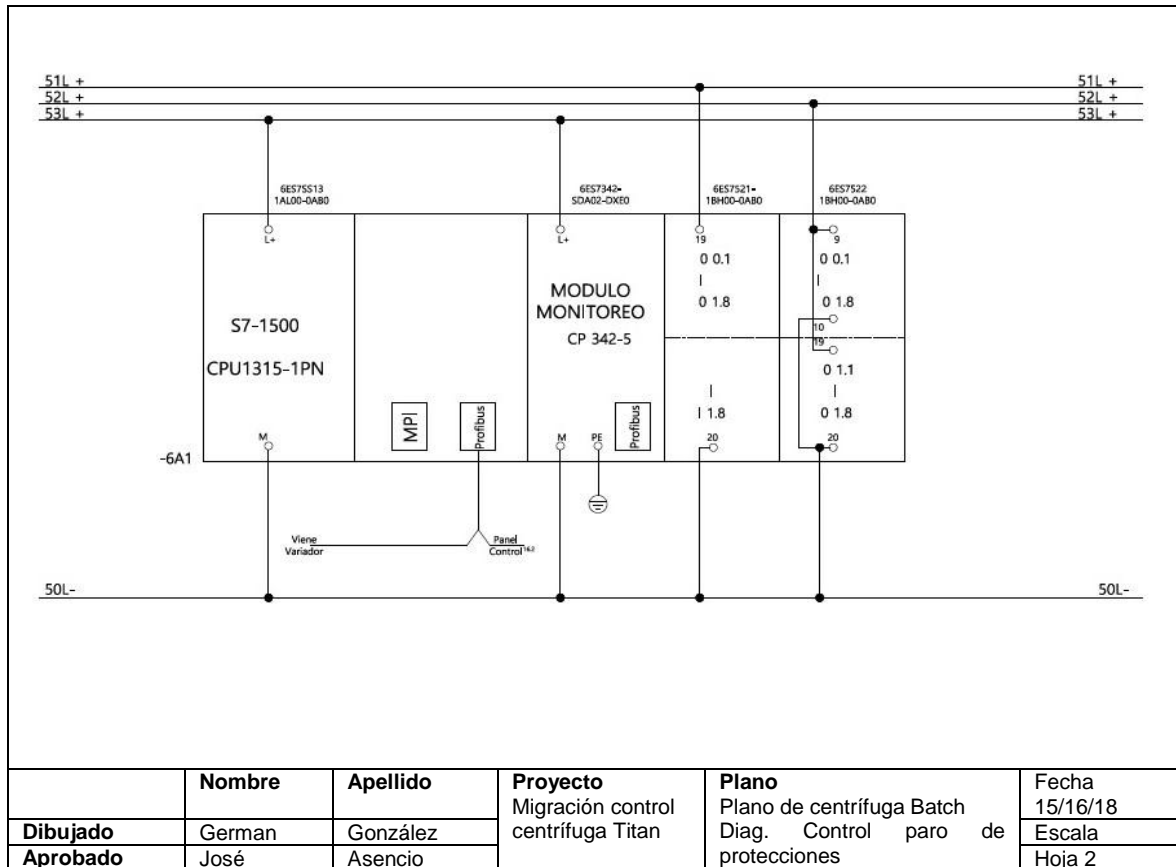 51L + 51L +
52L + 52L +
53L + 53L +
6ES75S13
1AL00-0AB0
6ES7342-
SDA02-DXE0
6ES7521-
1BH00-0AB0
6ES7522
1BH00-0AB0
L+
L+
19
9
0 0.1
|
0 1.8
0 0.1
|
0 1.8
S7-1500
CPU1315-1PN
MODULO
MONITOREO
CP 342-5
10
19
0 1.1
|
0 1.8
|
I 1.8
MPI
Profibus
Profibus
M
M
PE
20
20
-6A1
Viene
Variador
Panel
Control 16.2
50L- 50L-
Nombre Apellido Proyecto Plano Fecha
Migración control Plano de centrífuga Batch 15/16/18
Dibujado German González centrífuga Titan Diag. Control paro de Escala
Aprobado José Asencio protecciones Hoja 2